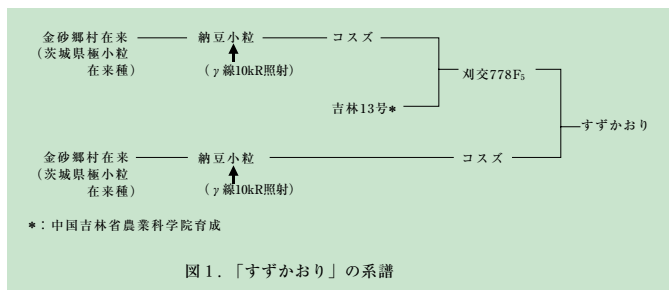 金砂郷村在来 納豆小粒 コスズ
(茨城県極小粒
在来種)
(γ線10kR照射)
刈交778F₅
吉林13号*
すずかおり
金砂郷村在来 納豆小粒 コスズ
(茨城県極小粒
在来種)
(γ線10kR照射)
*:中国吉林省農業科学院育成
図1.「すずかおり」の系譜